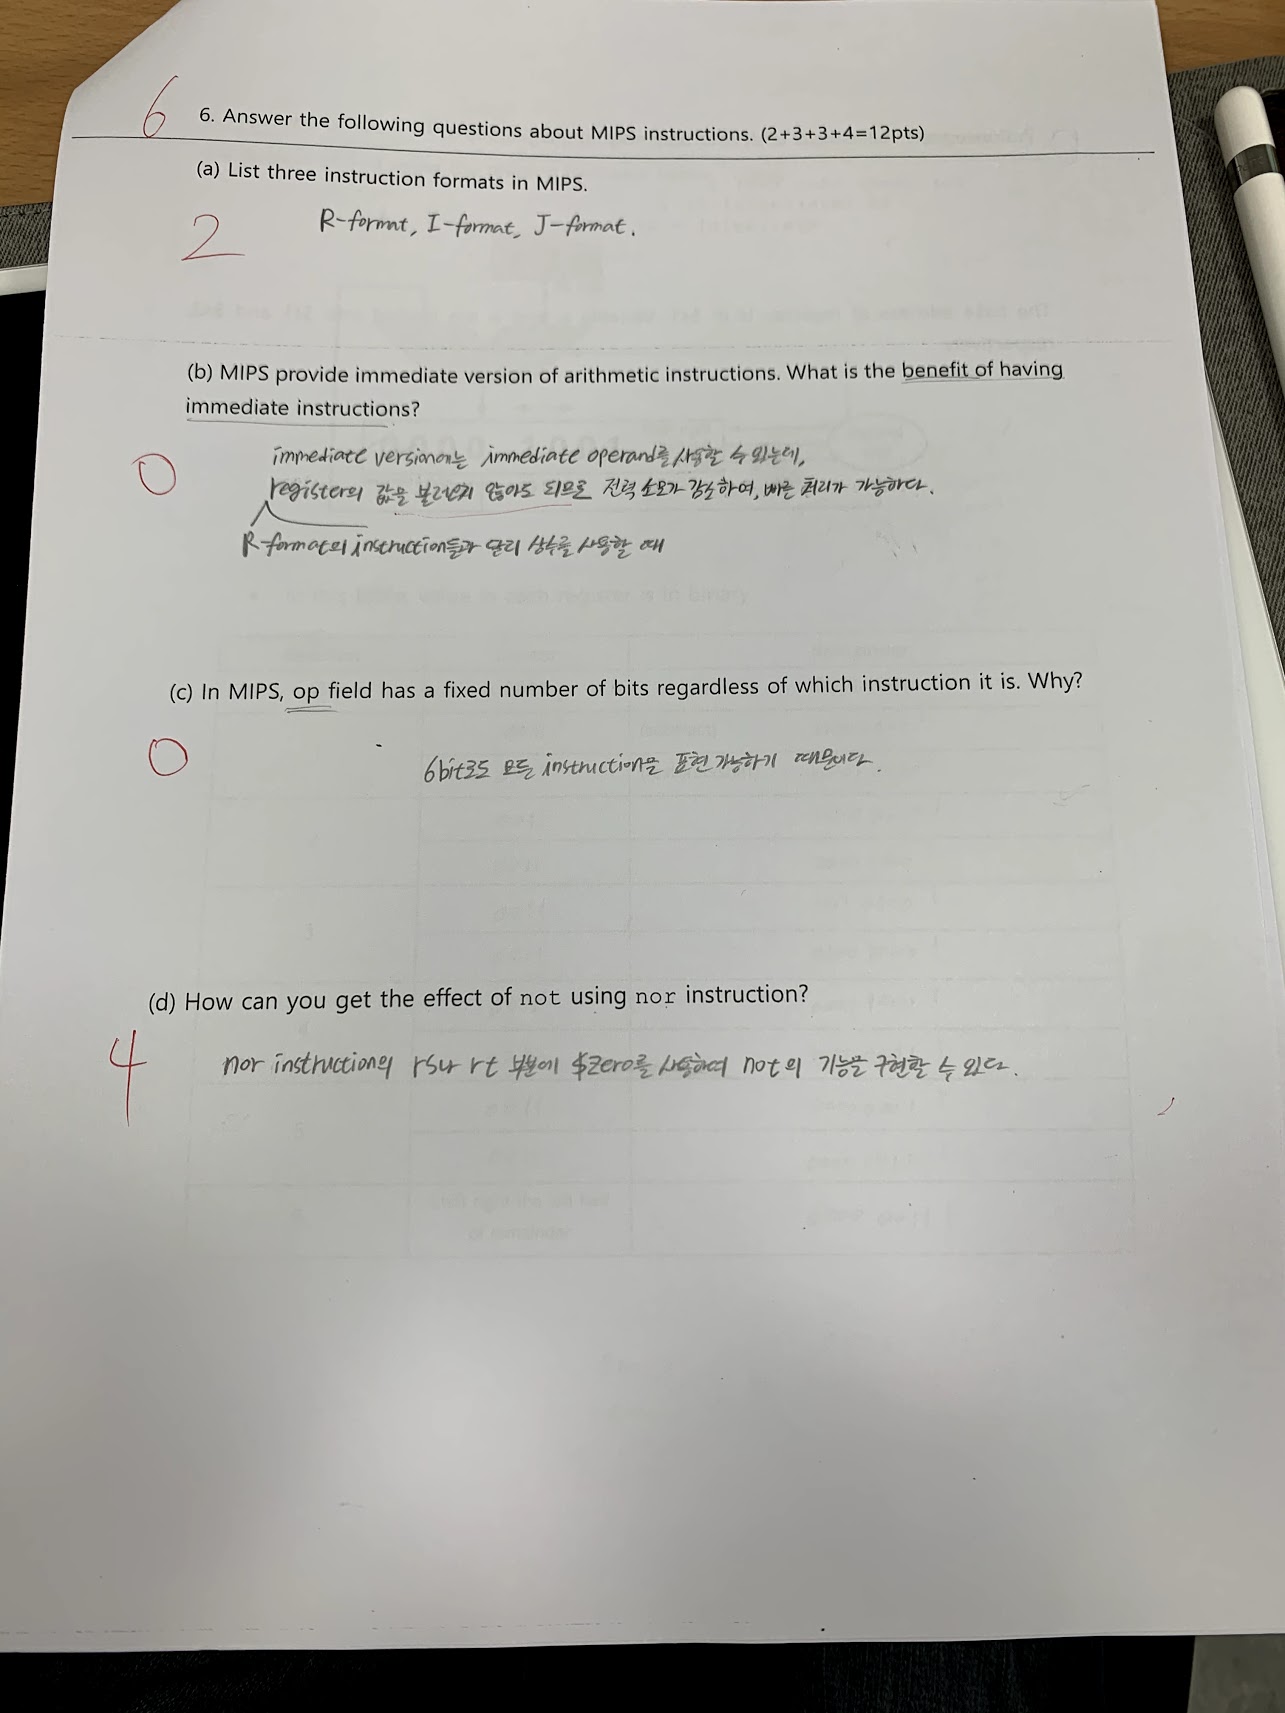 6
6. Answer the following questions about MIPS instructions. (2+3+3+4=12pts)
(a) List three instruction formats in MIPS.
2
R-format, I-format, J-format.
(b) MIPS provide immediate version of arithmetic instructions. What is the benefit of having
immediate instructions?
0
immediate version에는 immediate operand를 사용할 수 있는데,
register의 값을 불러오지 않아도 되므로 전력 소모가 감소하여, 빠른 처리가 가능하다.
R-format의 instruction들과 달리 상수를 사용할 때
(c) In MIPS, op field has a fixed number of bits regardless of which instruction it is. Why?
0
6bit로도 모든 instruction을 표현 가능하기 때문이다.
(d) How can you get the effect of not using nor instruction?
4
nor instruction의 rs나 rt 부분에 $zero를 사용하여 not의 기능을 구현할 수 있다.